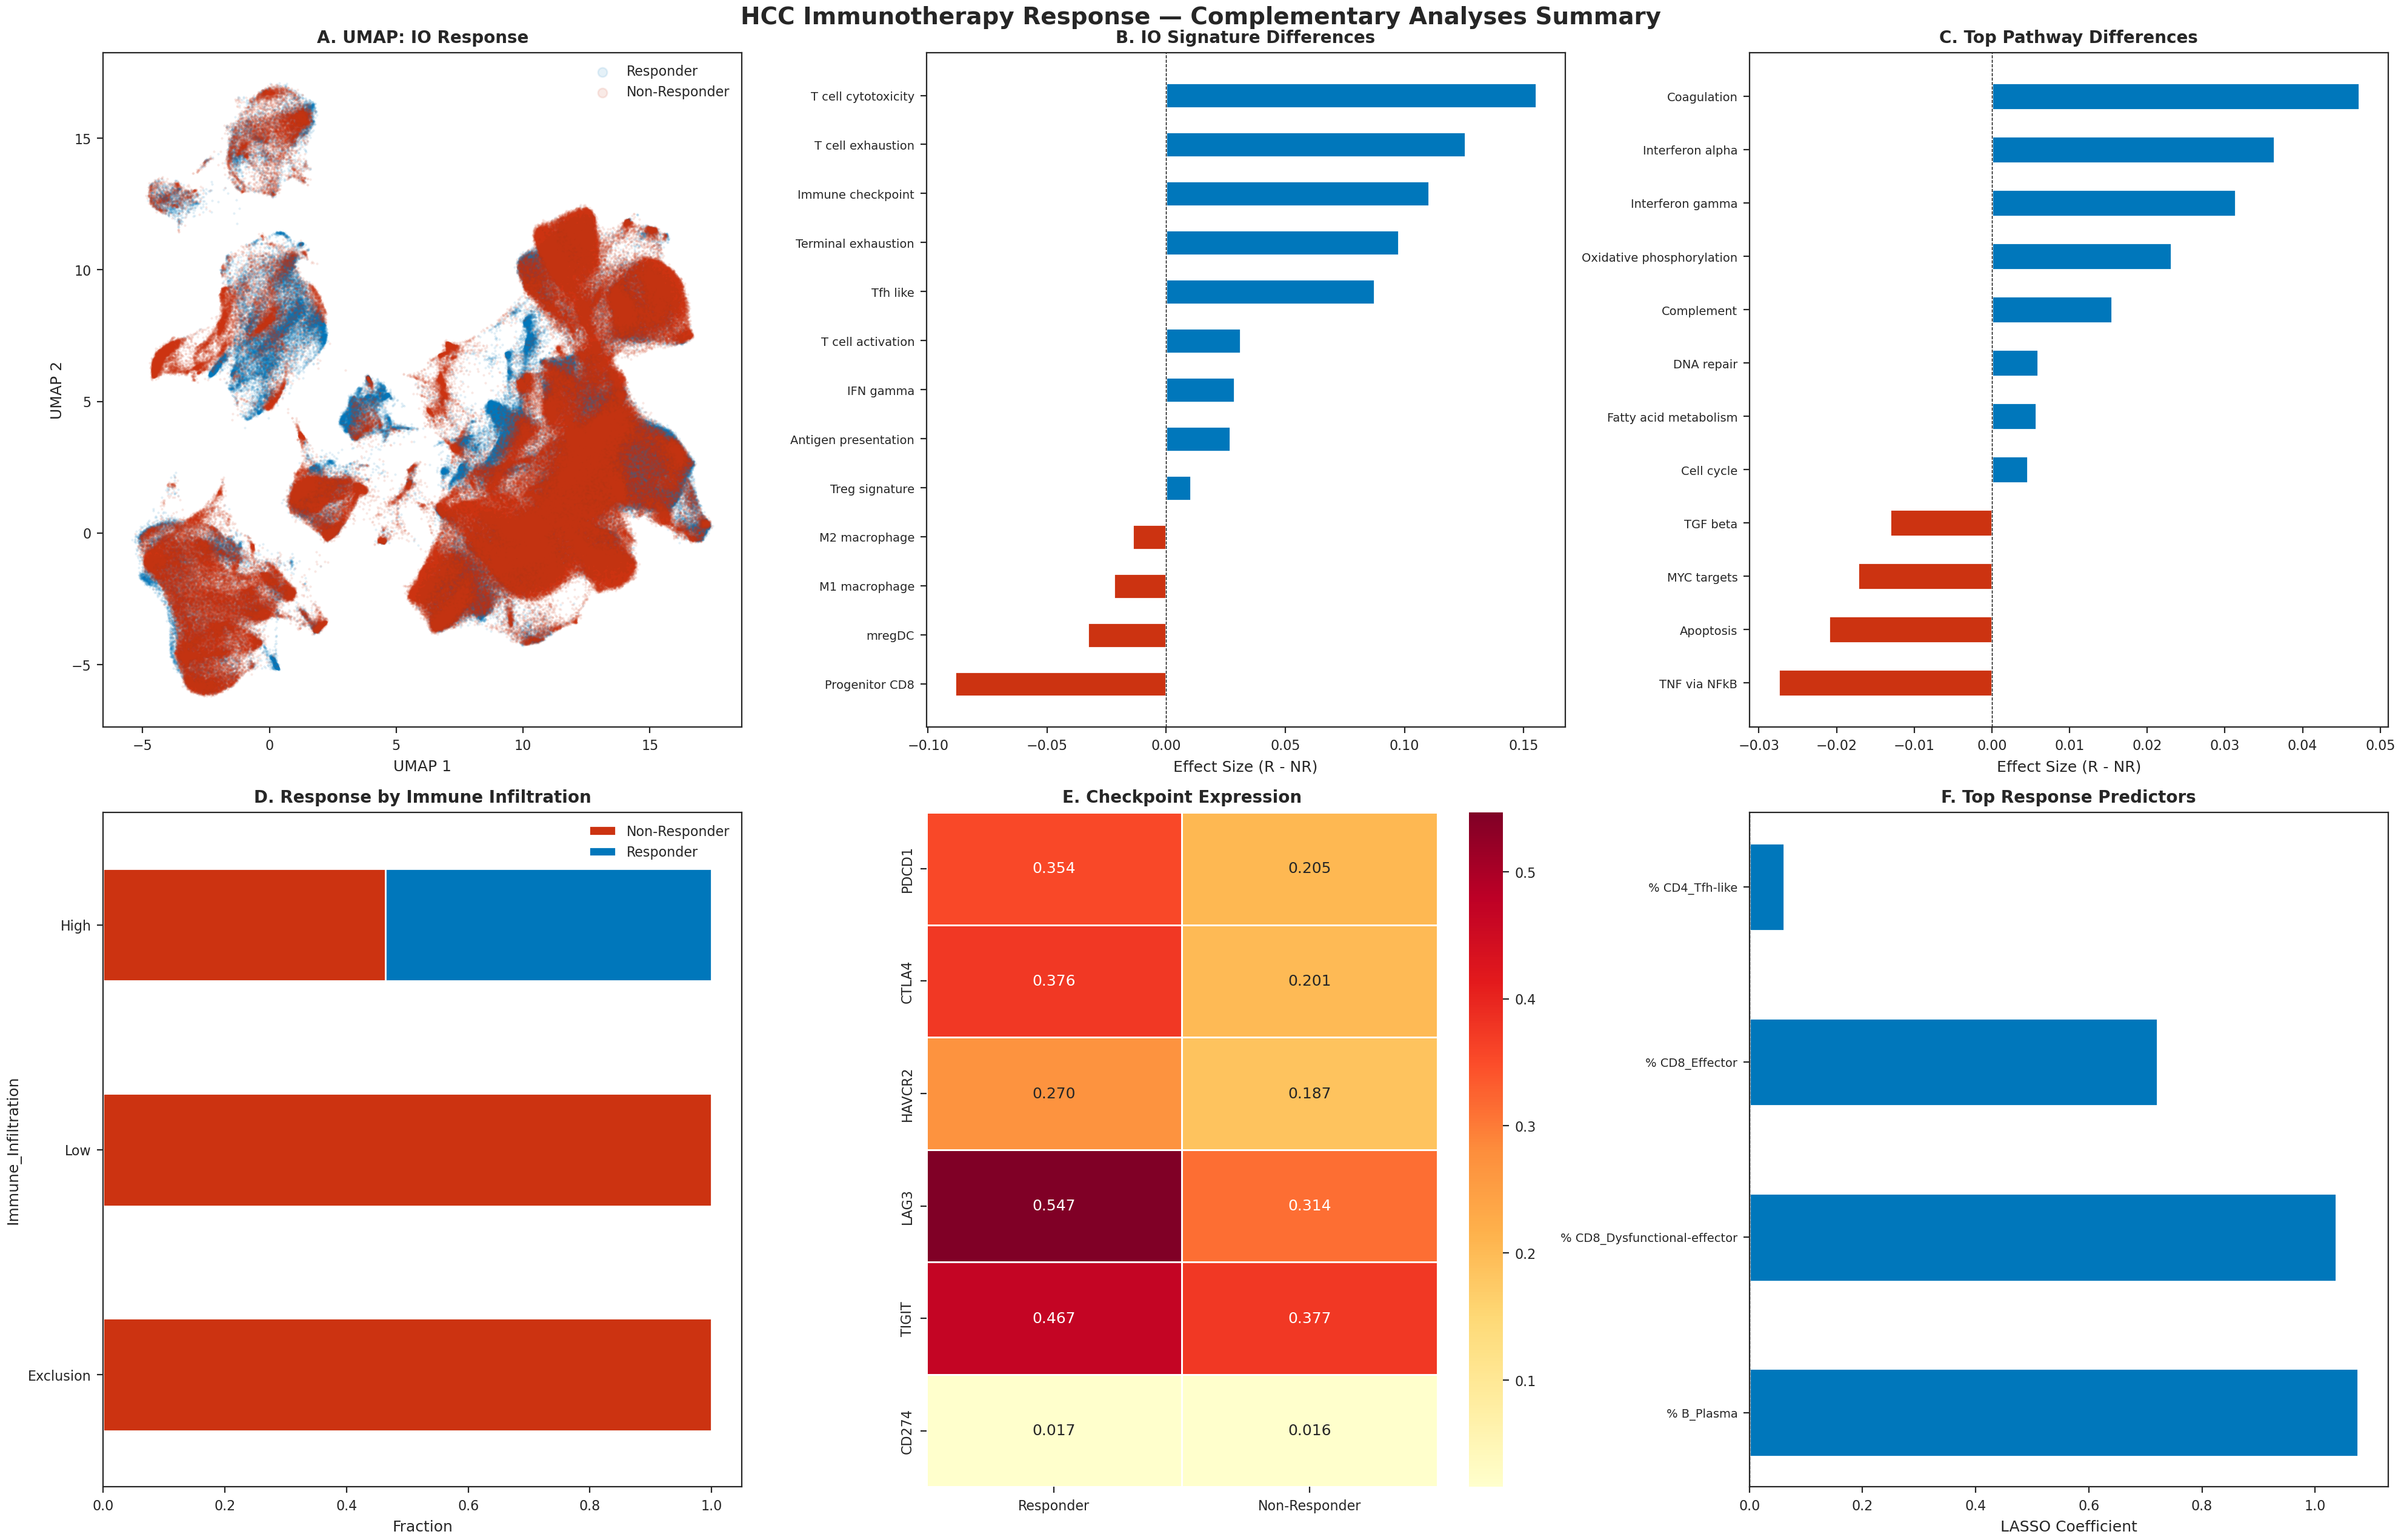 HCC Immunotherapy Response — Complementary Analyses Summary
A. UMAP: IO Response
Responder
Non-Responder
15
10
5
0
−5
UMAP 2
−5
0
5
10
15
UMAP 1
B. IO Signature Differences
T cell cytotoxicity
T cell exhaustion
Immune checkpoint
Terminal exhaustion
Tfh like
T cell activation
IFN gamma
Antigen presentation
Treg signature
M2 macrophage
M1 macrophage
mregDC
Progenitor CD8
−0.10
−0.05
0.00
0.05
0.10
0.15
Effect Size (R - NR)
C. Top Pathway Differences
Coagulation
Interferon alpha
Interferon gamma
Oxidative phosphorylation
Complement
DNA repair
Fatty acid metabolism
Cell cycle
TGF beta
MYC targets
Apoptosis
TNF via NFkB
−0.03
−0.02
−0.01
0.00
0.01
0.02
0.03
0.04
0.05
Effect Size (R - NR)
D. Response by Immune Infiltration
Non-Responder
Responder
High
Low
Exclusion
Immune_Infiltration
0.0
0.2
0.4
0.6
0.8
1.0
Fraction
E. Checkpoint Expression
PDCD1
0.354
0.205
CTLA4
0.376
0.201
HAVCR2
0.270
0.187
LAG3
0.547
0.314
TIGIT
0.467
0.377
CD274
0.017
0.016
Responder
Non-Responder
0.5
0.4
0.3
0.2
0.1
F. Top Response Predictors
% CD4_Tfh-like
% CD8_Effector
% CD8_Dysfunctional-effector
% B_Plasma
0.0
0.2
0.4
0.6
0.8
1.0
LASSO Coefficient